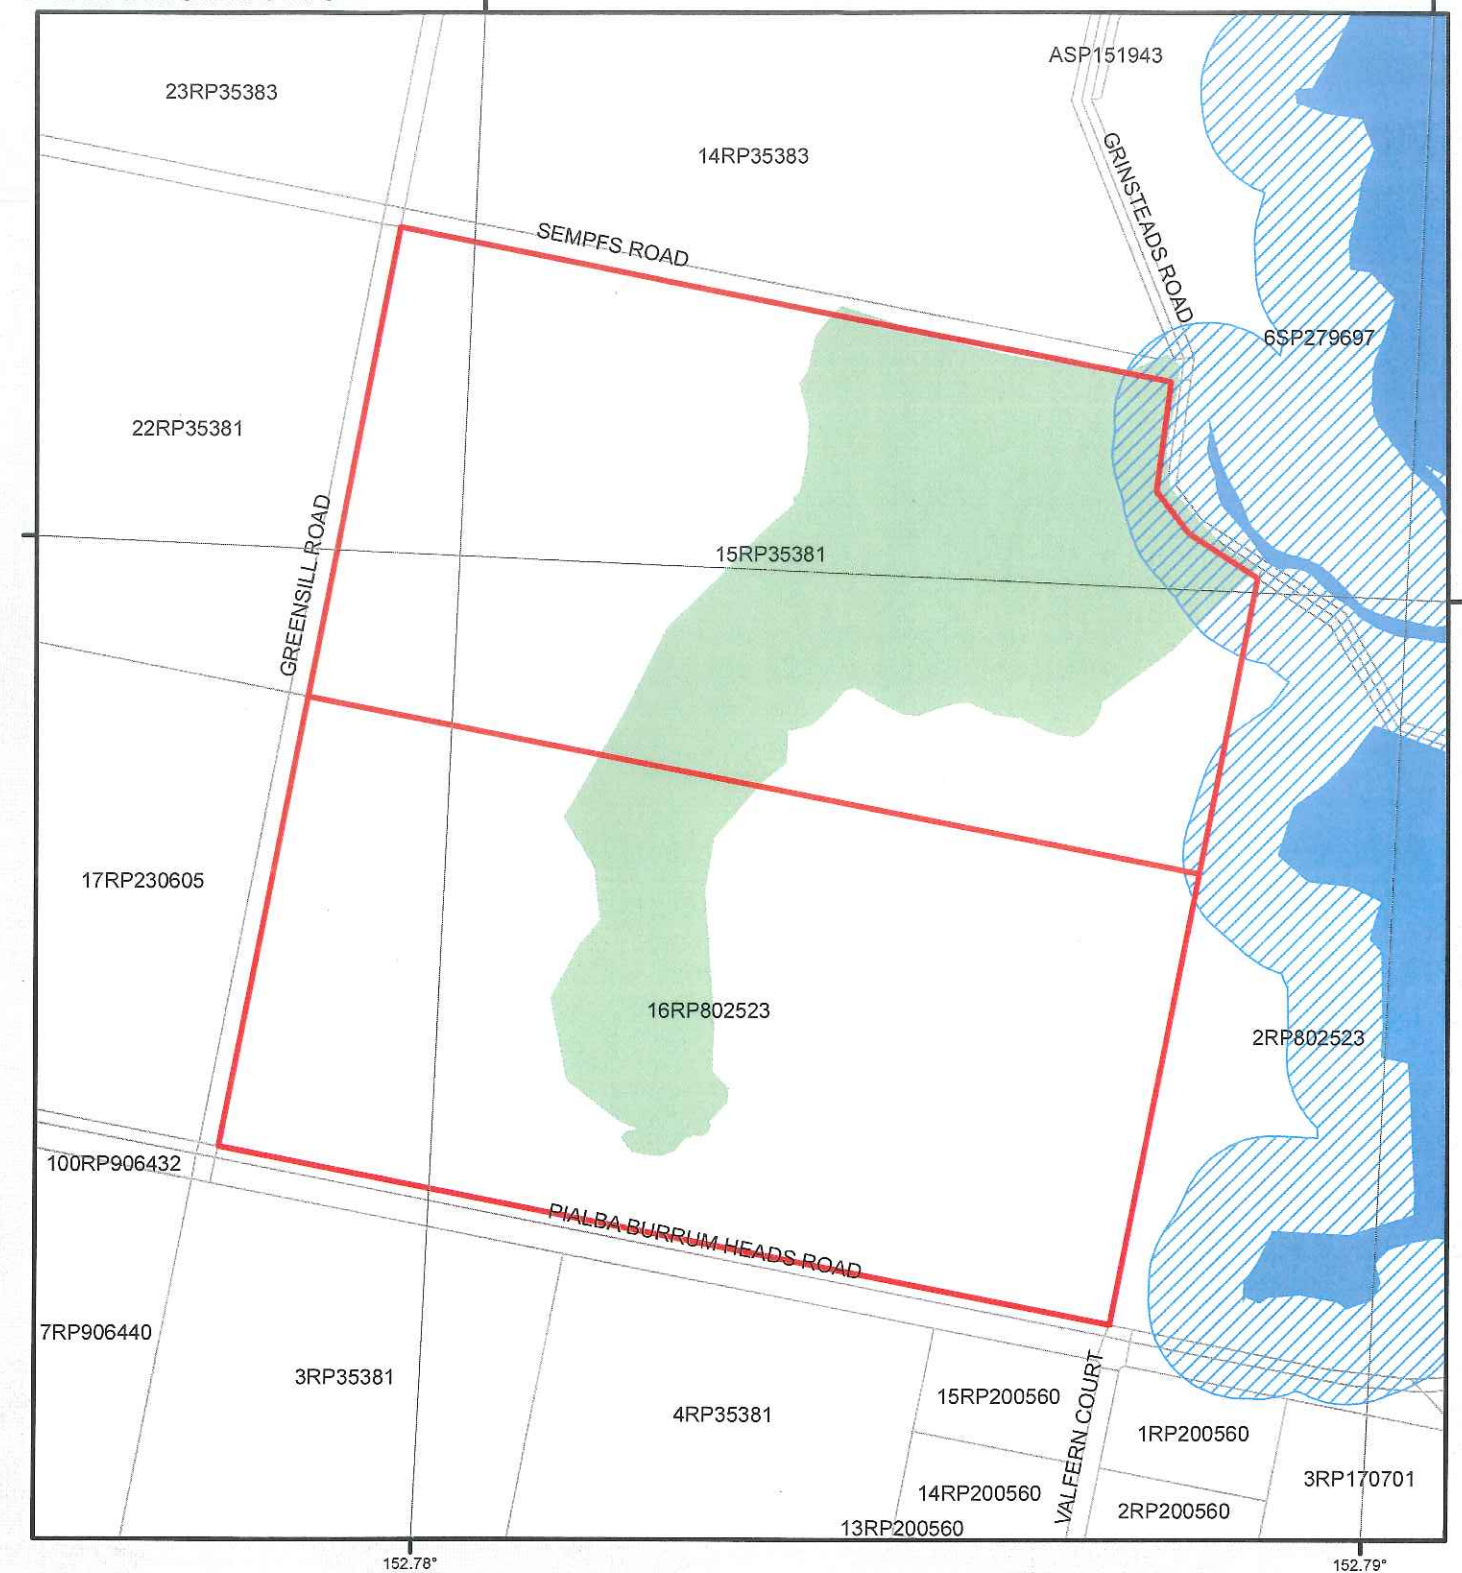 ASP151943
23RP35383
14RP35383
GRINSTEADS ROAD
SEMPFS ROAD
6SP279697
22RP35381
15RP35381
GREENSILL ROAD
17RP230605
16RP802523
2RP802523
100RP906432
PIALBA BURRUM HEADS ROAD
7RP906440
3RP35381
4RP35381
15RP200560
VALFERN COURT
1RP200560
3RP170701
14RP200560
2RP200560
13RP200560
152.78°
152.79°